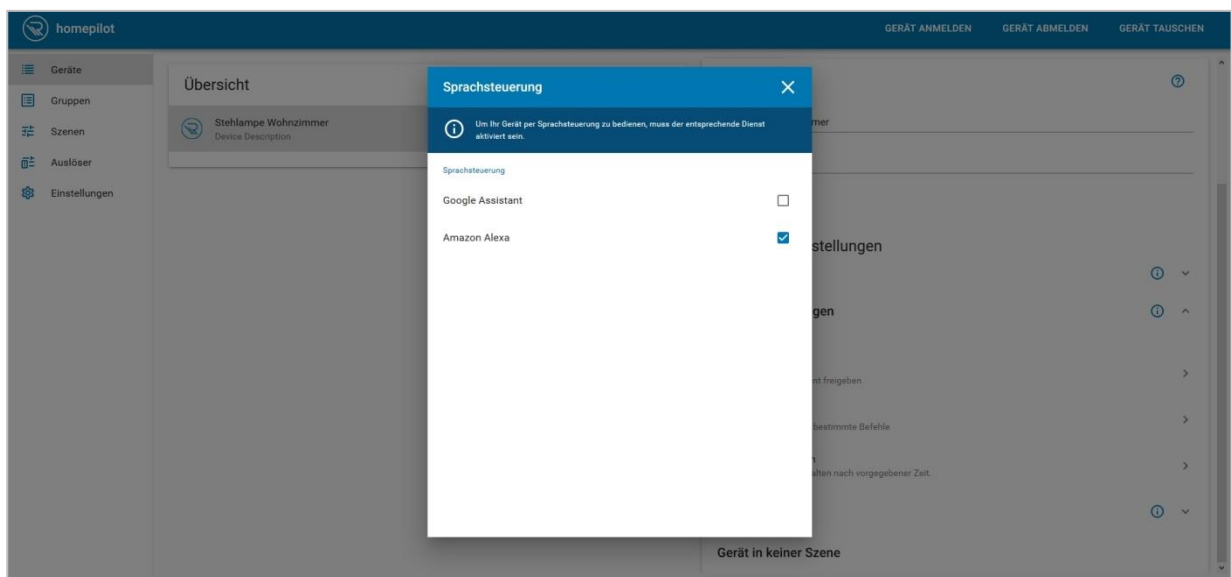 homepilot
GERÄT ANMELDEN
GERÄT ABMELDEN
GERÄT TAUSCHEN
Geräte
Gruppen
Szenen
Auslöser
Einstellungen
Übersicht
Stehlampe Wohnzimmer
Device Description
Sprachsteuerung
Um Ihr Gerät per Sprachsteuerung zu bedienen, muss der entsprechende Dienst
aktiviert sein.
Sprachsteuerung
Google Assistant
Amazon Alexa
mer
stellungen
gen
nt freigeben
bestimmte Befehle
n
alten nach vorgegebener Zeit.
Gerät in keiner Szene